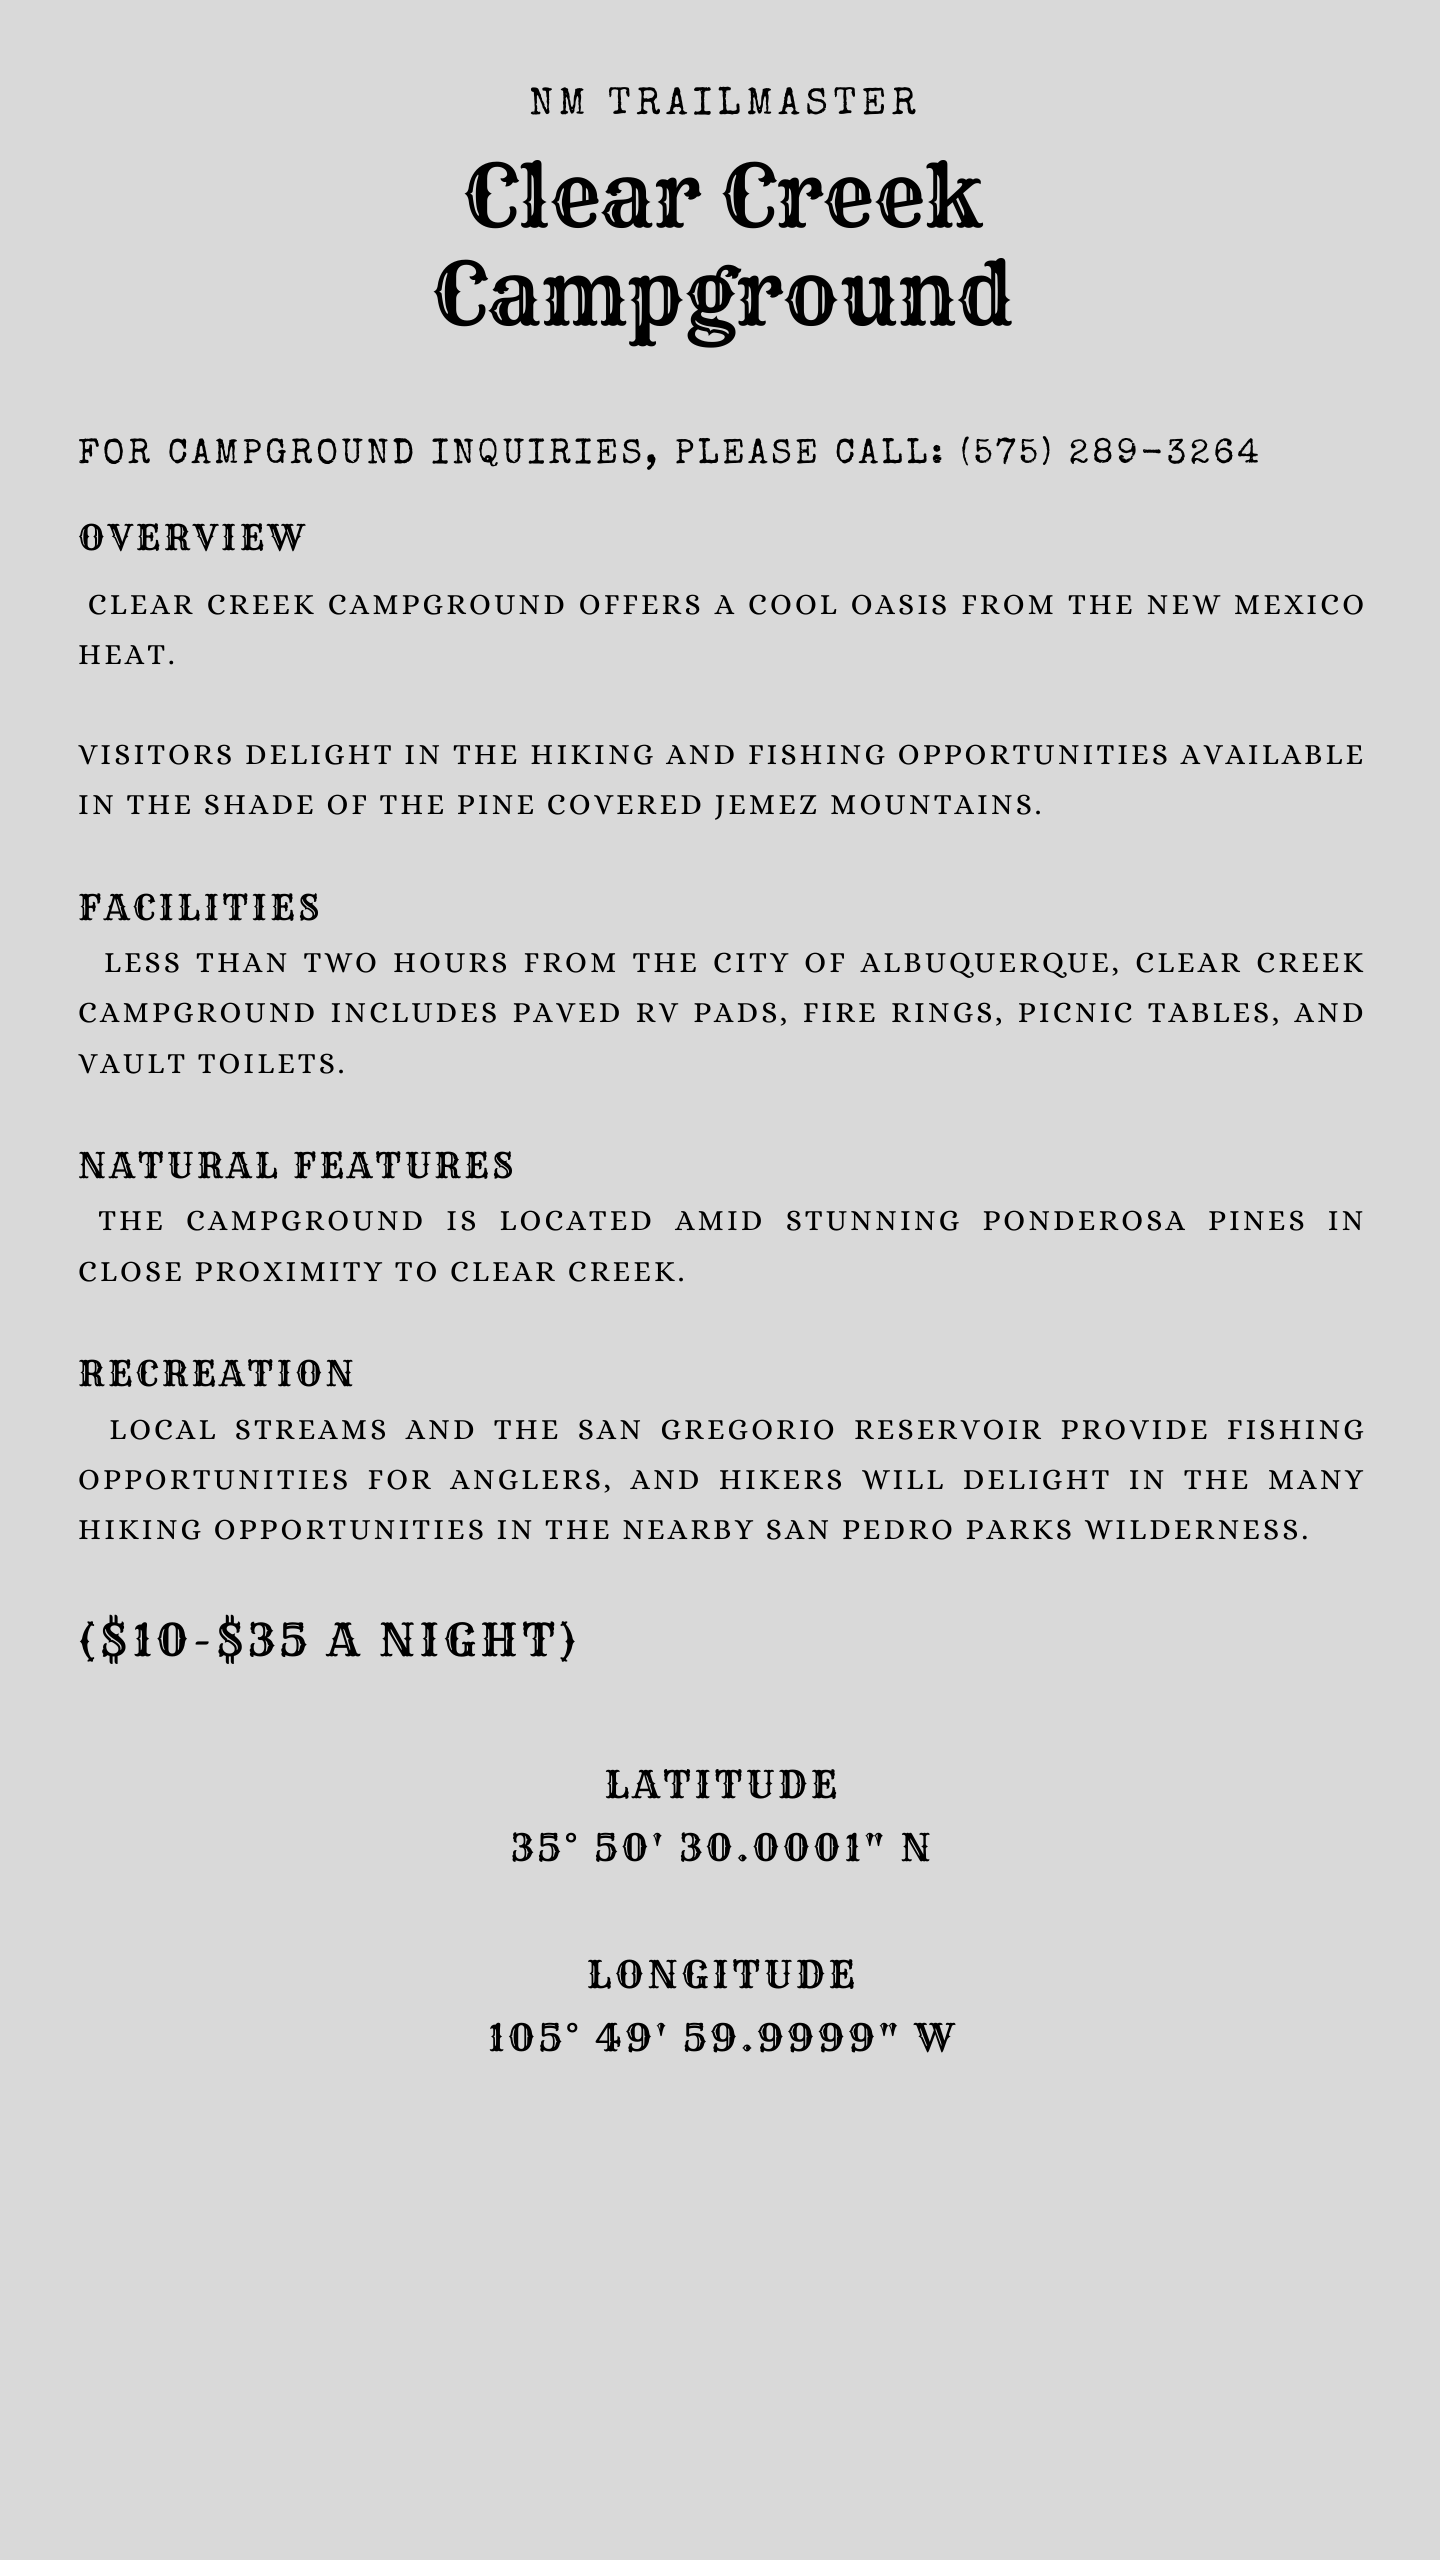 NM TRAILMASTER
Clear Creek
Campground
FOR CAMPGROUND INQUIRIES, PLEASE CALL: (575) 289-3264
OVERVIEW
CLEAR CREEK CAMPGROUND OFFERS A COOL OASIS FROM THE NEW MEXICO
HEAT.
VISITORS DELIGHT IN THE HIKING AND FISHING OPPORTUNITIES AVAILABLE
IN THE SHADE OF THE PINE COVERED JEMEZ MOUNTAINS.
FACILITIES
LESS THAN TWO HOURS FROM THE CITY OF ALBUQUERQUE, CLEAR CREEK
CAMPGROUND INCLUDES PAVED RV PADS, FIRE RINGS, PICNIC TABLES, AND
VAULT TOILETS.
NATURAL FEATURES
THE CAMPGROUND IS LOCATED AMID STUNNING PONDEROSA PINES IN
CLOSE PROXIMITY TO CLEAR CREEK.
RECREATION
LOCAL STREAMS AND THE SAN GREGORIO RESERVOIR PROVIDE FISHING
OPPORTUNITIES FOR ANGLERS, AND HIKERS WILL DELIGHT IN THE MANY
HIKING OPPORTUNITIES IN THE NEARBY SAN PEDRO PARKS WILDERNESS.
($10-$35 A NIGHT)
LATITUDE
35° 50' 30.0001" N
LONGITUDE
105° 49' 59.9999" W